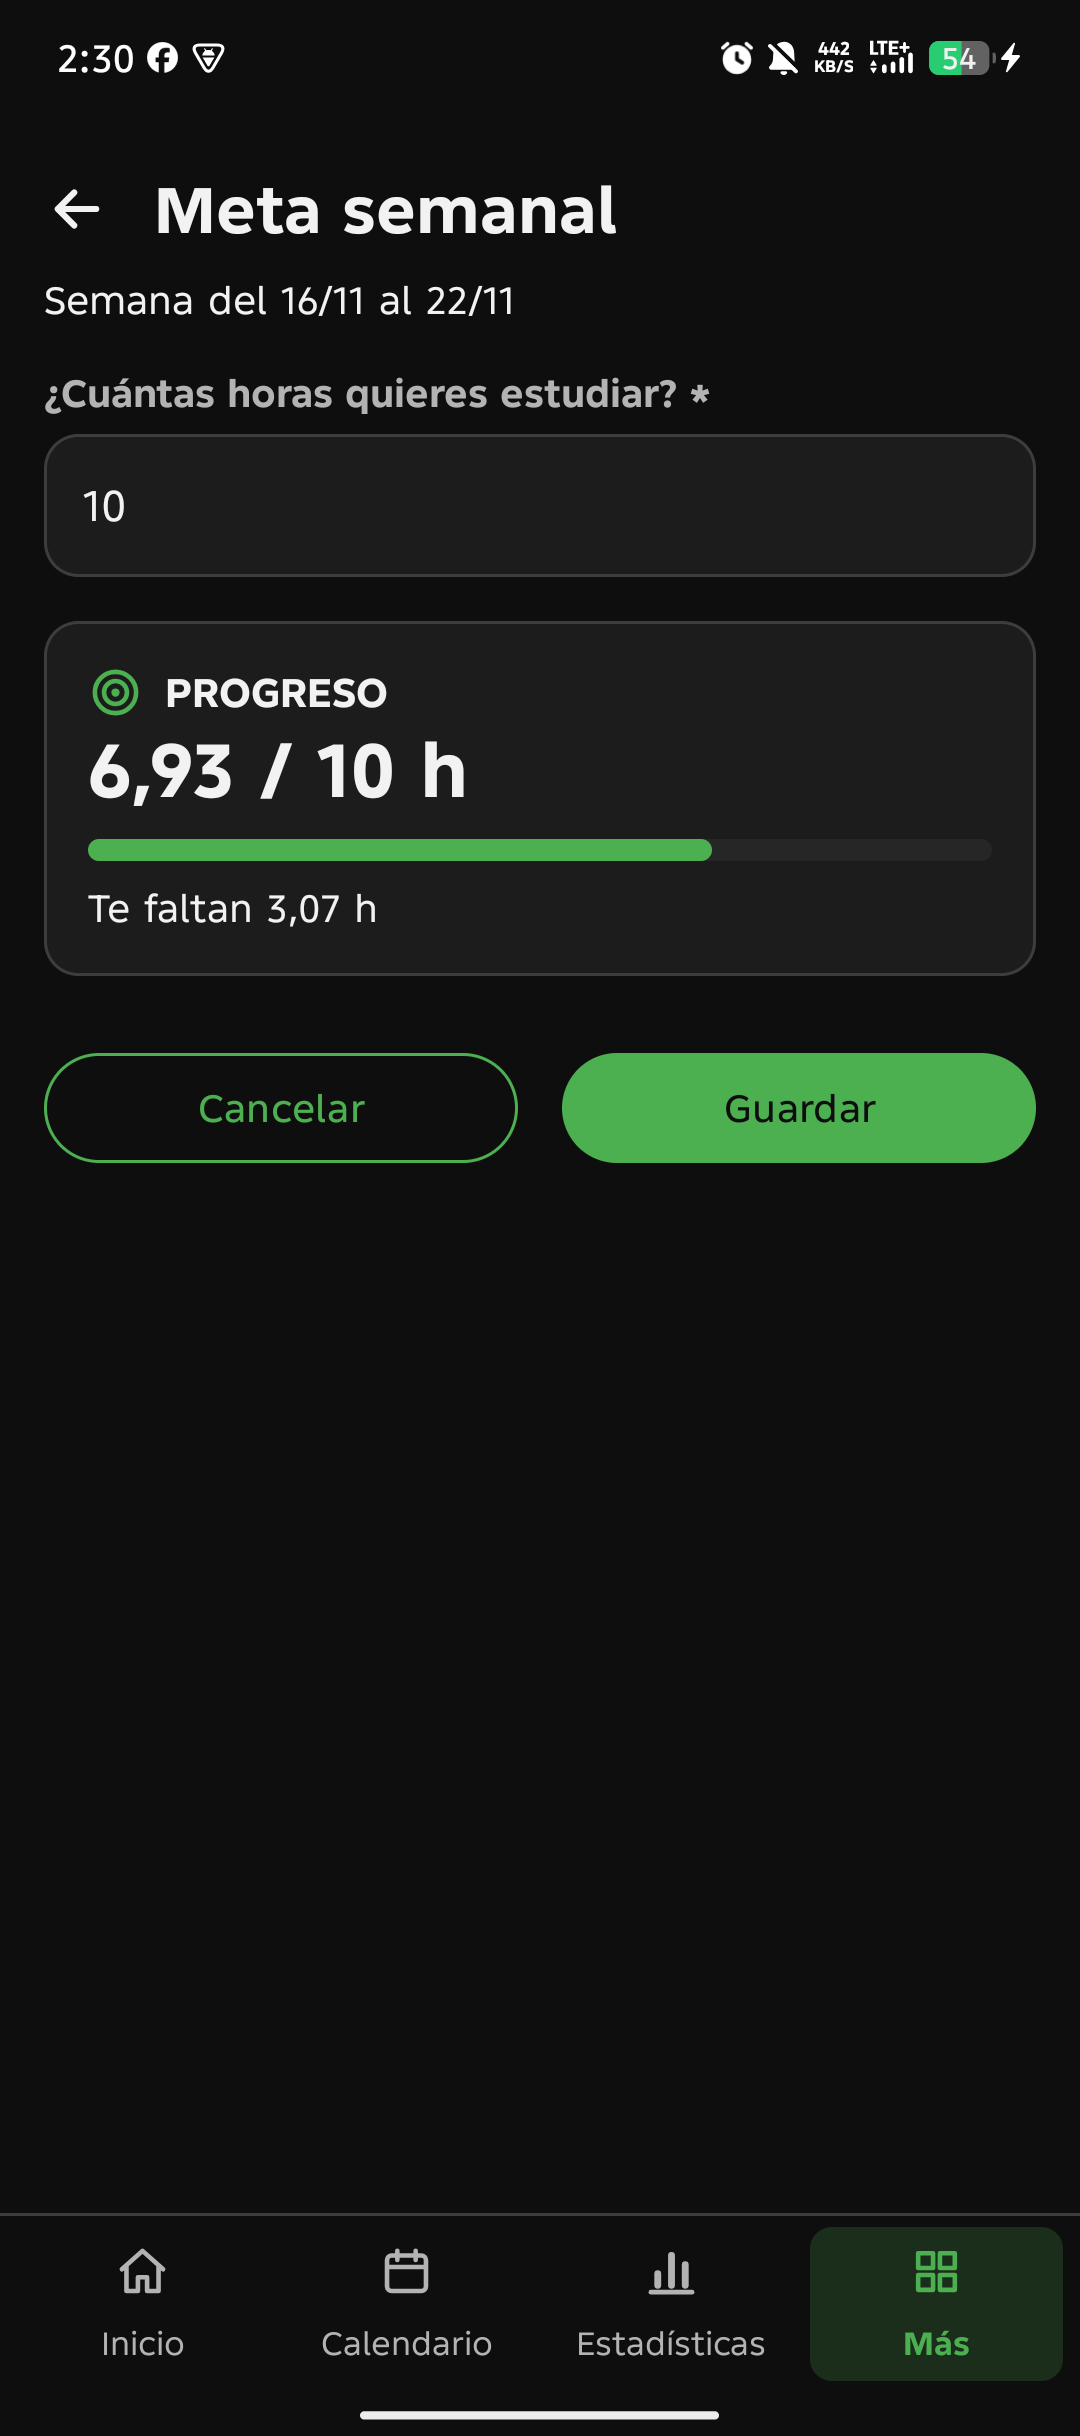 2:30 442 KB/S LTE+ 54
Meta semanal
Semana del 16/11 al 22/11
¿Cuántas horas quieres estudiar? *
10
PROGRESO
6,93 / 10 h
Te faltan 3,07 h
Cancelar Guardar
Inicio Calendario Estadísticas Más